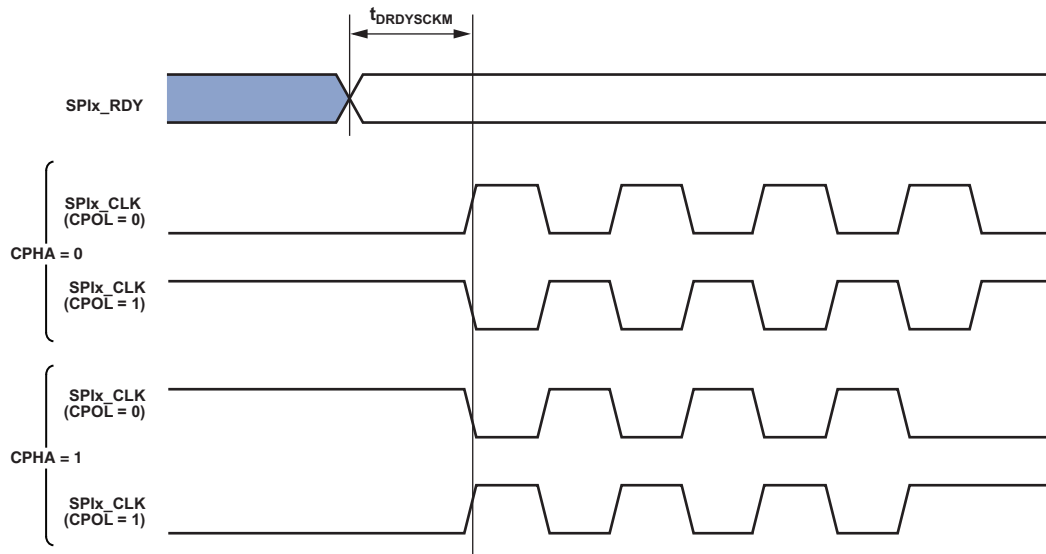 tDRDYSCKM
SPIx_RDY
SPIx_CLK
(CPOL = 0)
CPHA = 0
SPIx_CLK
(CPOL = 1)
SPIx_CLK
(CPOL = 0)
CPHA = 1
SPIx_CLK
(CPOL = 1)